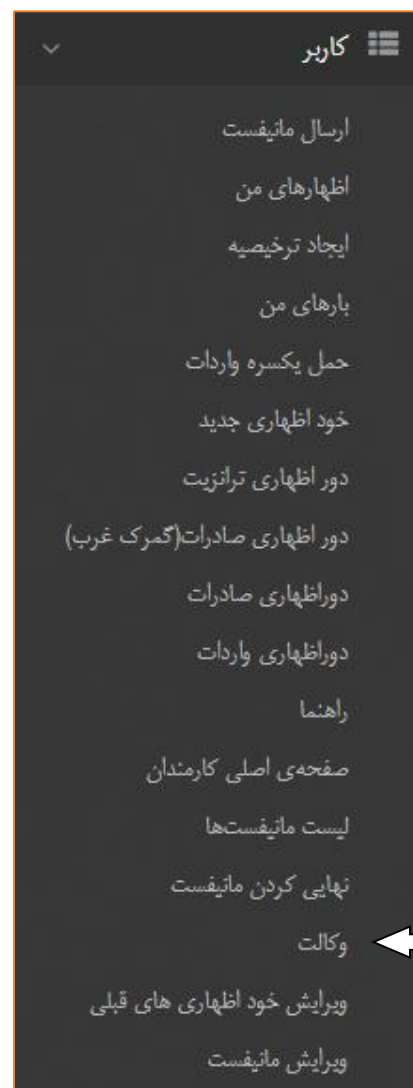 کاربر
ارسال مانیفست
اظهارهای من
ایجاد ترخیصیه
بارهای من
حمل یکسره واردات
خود اظهاری جدید
دور اظهاری ترانزیت
دور اظهاری صادرات(گمرک غرب)
دوراظهاری صادرات
دوراظهاری واردات
راهنما
صفحه‌ی اصلی کارمندان
لیست مانیفست‌ها
نهایی کردن مانیفست
وکالت
ویرایش خود اظهاری های قبلی
ویرایش مانیفست